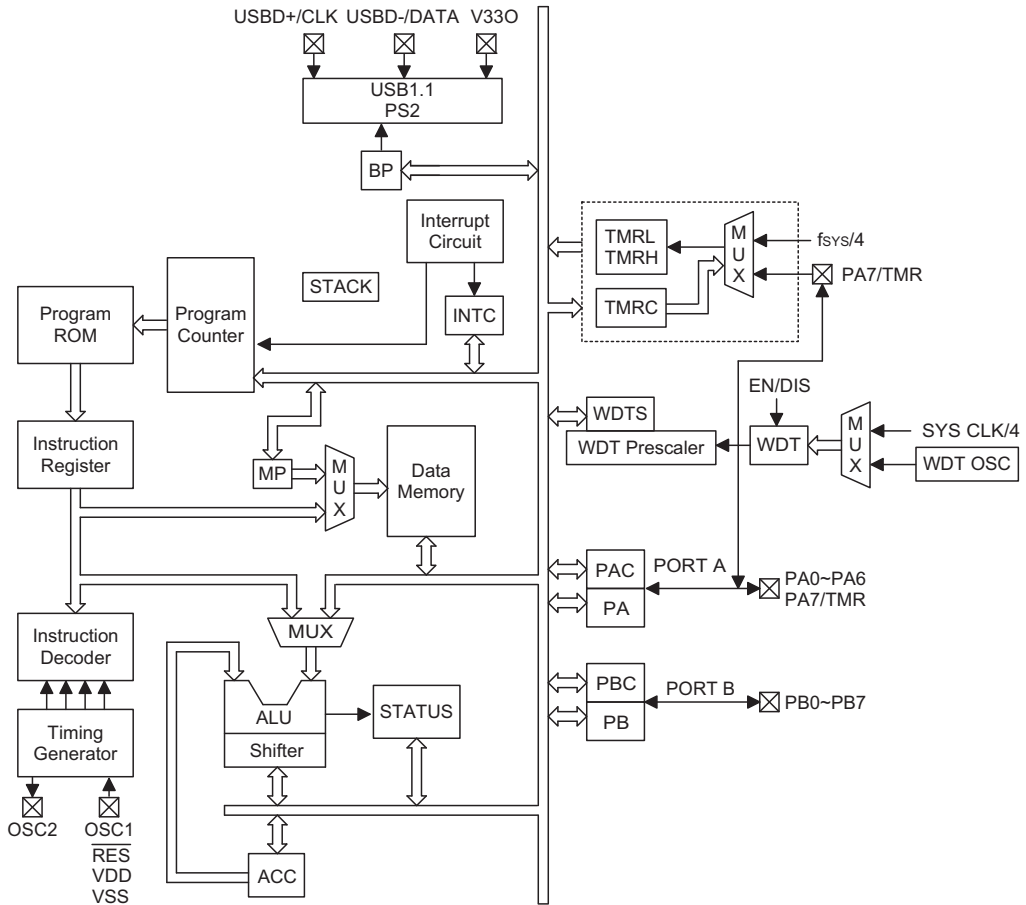 USBD+/CLK USBD-/DATA V33O
USB1.1
PS2
BP
Interrupt
Circuit
STACK
INTC
Program
ROM
Program
Counter
Instruction
Register
MP
MUX
Data
Memory
MUX
Instruction
Decoder
ALU
Shifter
STATUS
Timing
Generator
OSC2
OSC1
RES
VDD
VSS
ACC
TMRL
TMRH
MUX
fSYS/4
PA7/TMR
TMRC
EN/DIS
WDTS
WDT Prescaler
WDT
MUX
SYS CLK/4
WDT OSC
PAC
PORT A
PA
PA0~PA6
PA7/TMR
PBC
PORT B
PB
PB0~PB7